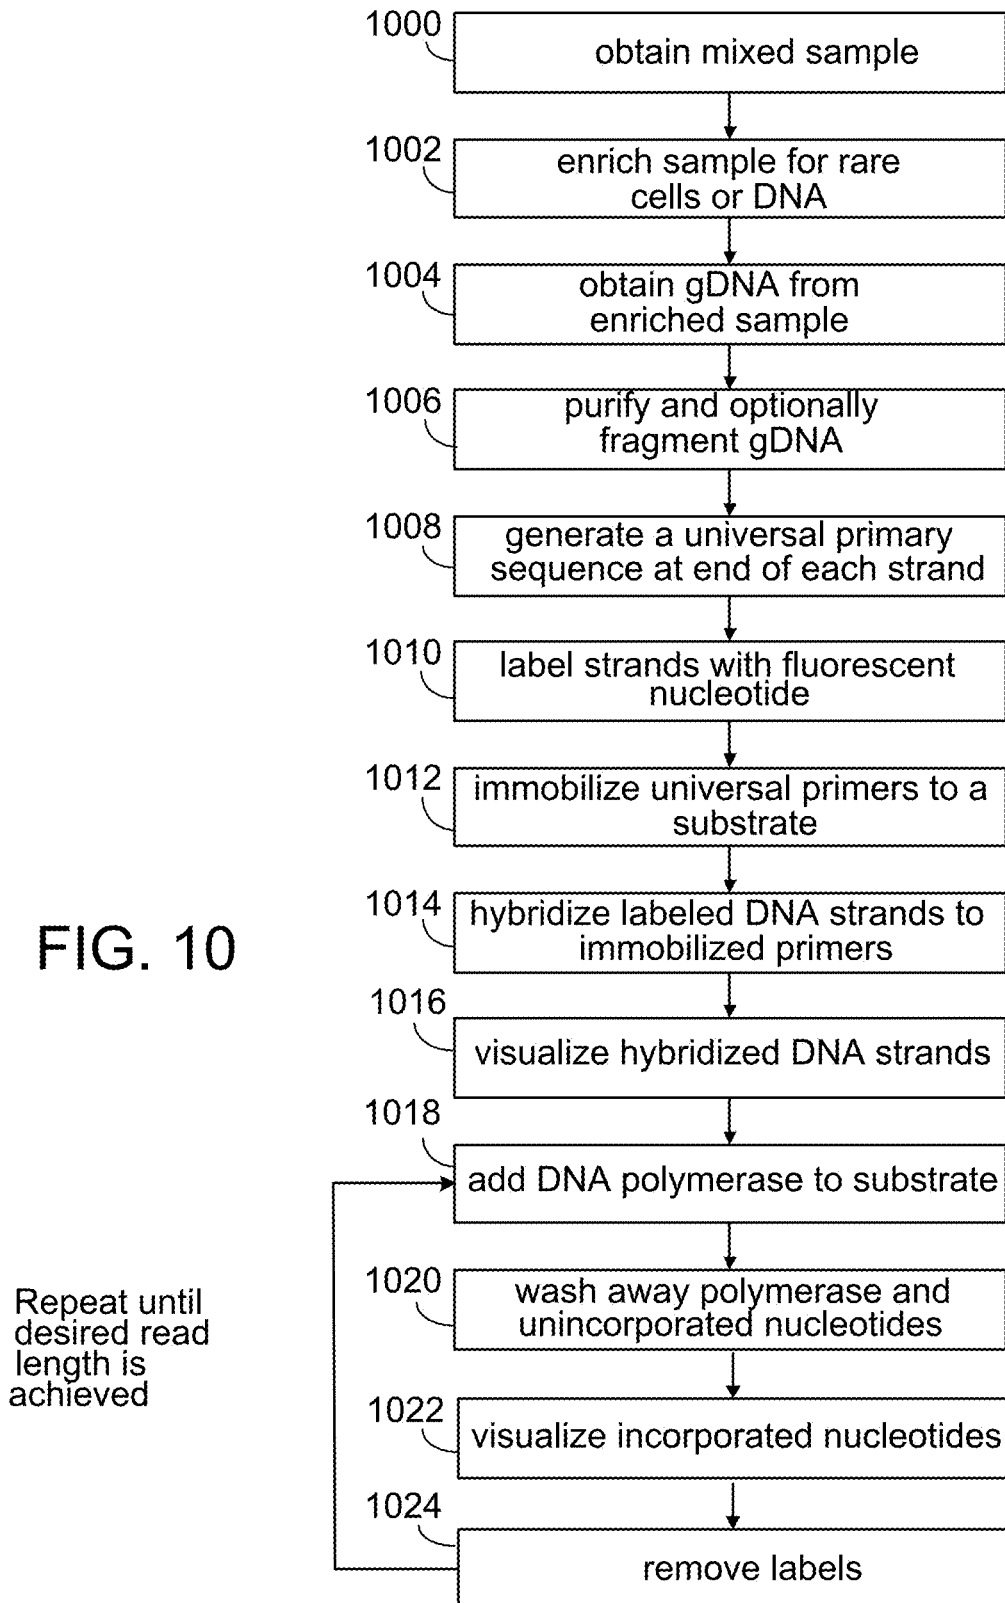 1000
obtain mixed sample
1002
enrich sample for rare
cells or DNA
1004
obtain gDNA from
enriched sample
1006
purify and optionally
fragment gDNA
1008
generate a universal primary
sequence at end of each strand
1010
label strands with fluorescent
nucleotide
1012
immobilize universal primers to a
substrate
1014
hybridize labeled DNA strands to
immobilized primers
FIG. 10
1016
visualize hybridized DNA strands
1018
add DNA polymerase to substrate
1020
wash away polymerase and
unincorporated nucleotides
Repeat until
desired read
length is
achieved
1022
visualize incorporated nucleotides
1024
remove labels